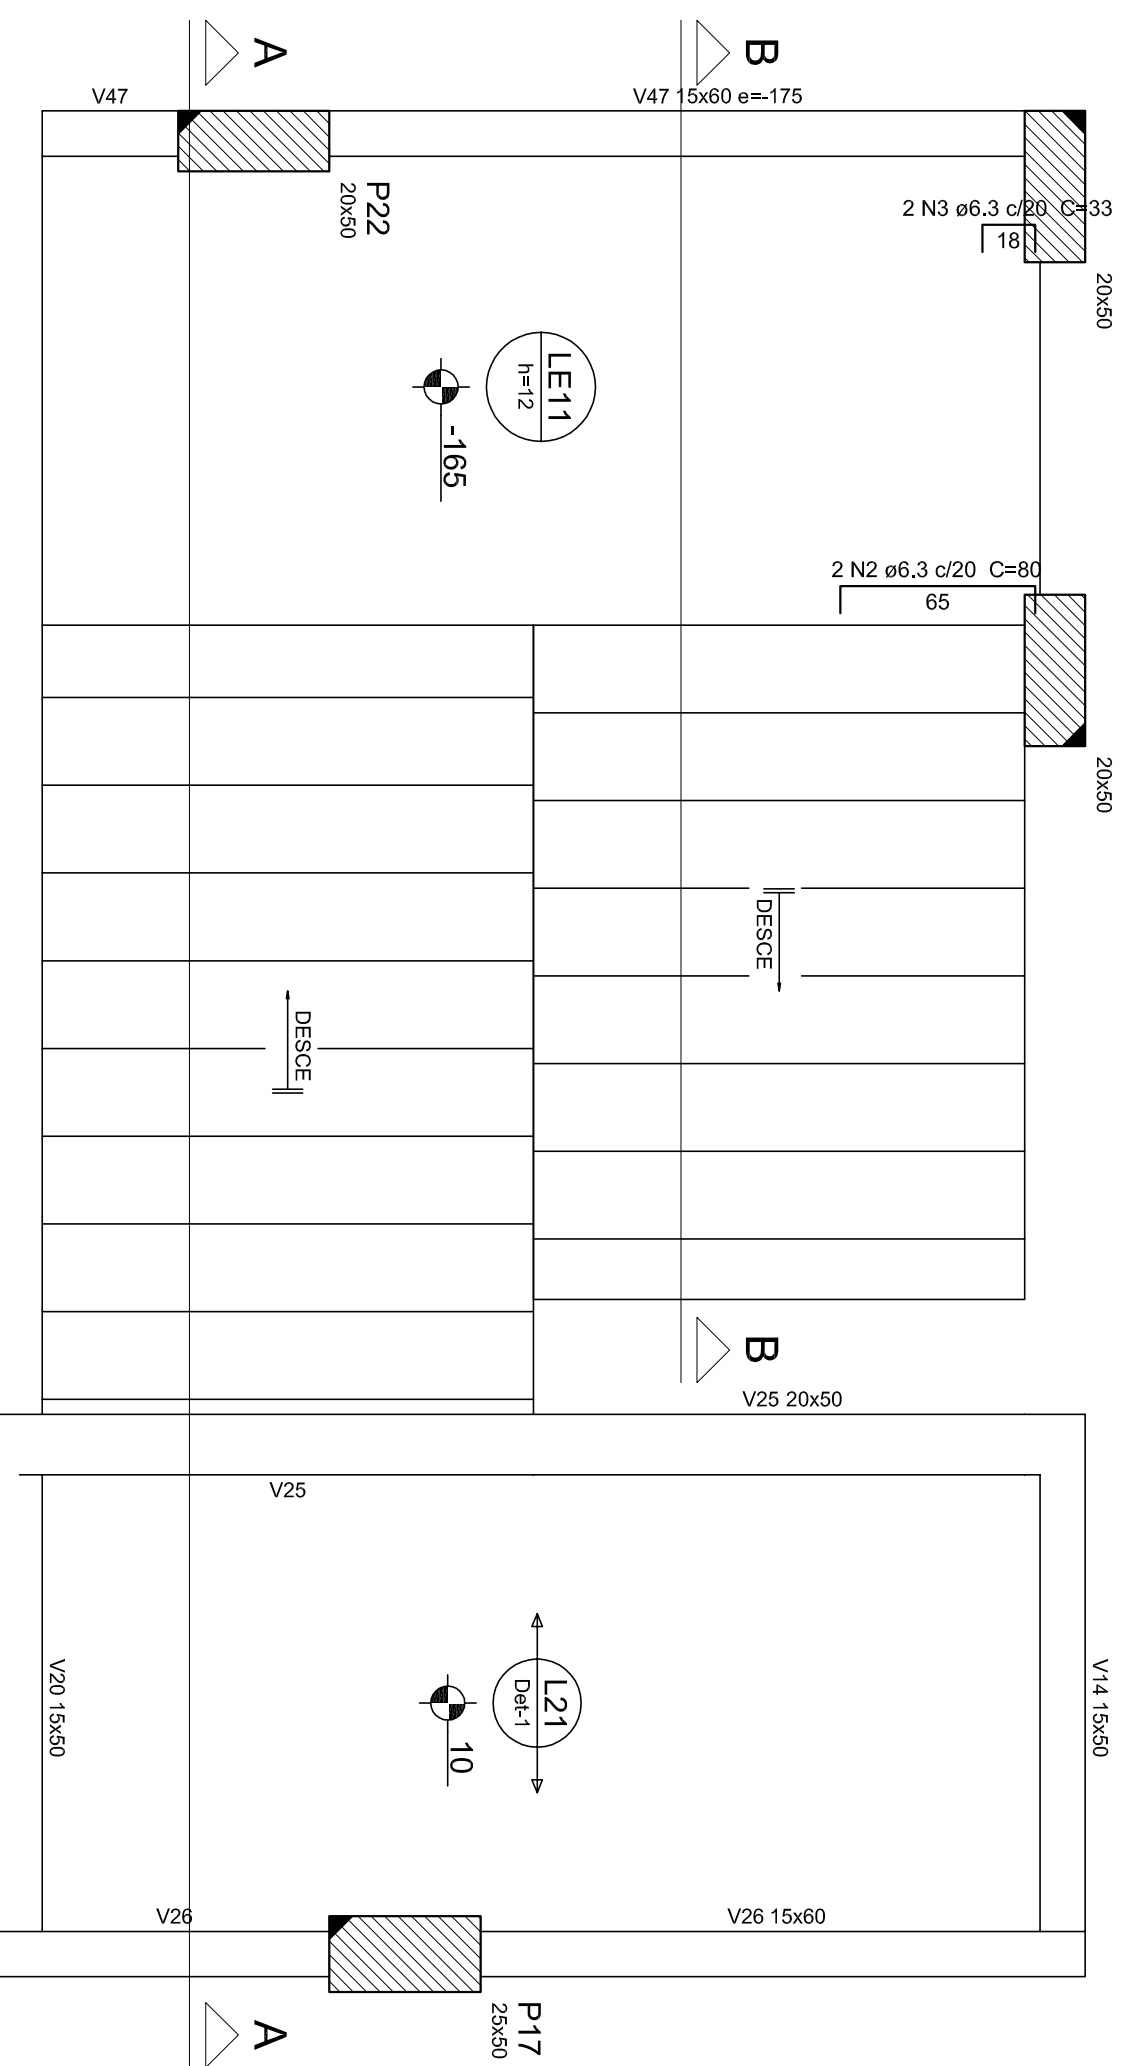 A
B
V47
V47 15x60 e=-175
P22
20x50
2 N3 ø6.3 c/20 C=33
18
20x50
LE11
h=12
-165
2 N2 ø6.3 c/20 C=80
65
20x50
DESCE
DESCE
B
V25 20x50
V25
V20 15x50
L21
Det-1
10
V14 15x50
V26
V26 15x60
P17
25x50
A